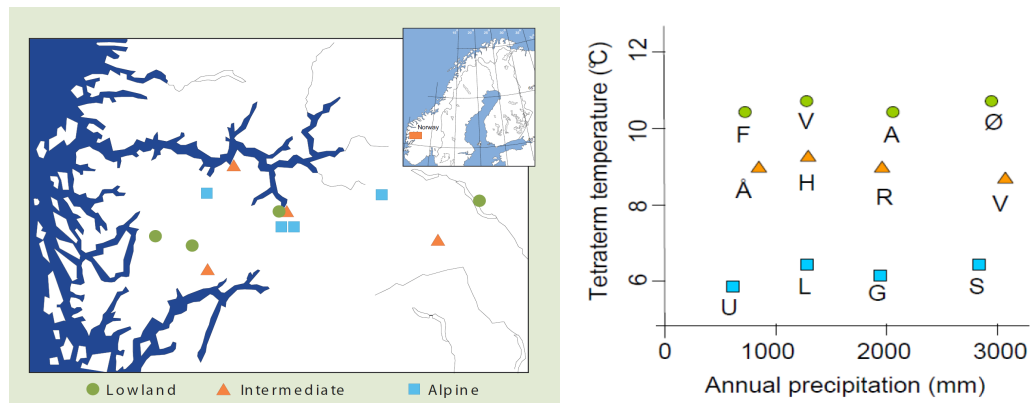 Norway
Lowland Intermediate Alpine
Tetraterm temperature (°C)
12
10
8
6
F V A Ø
Å H R V
U L G S
0 1000 2000 3000
Annual precipitation (mm)